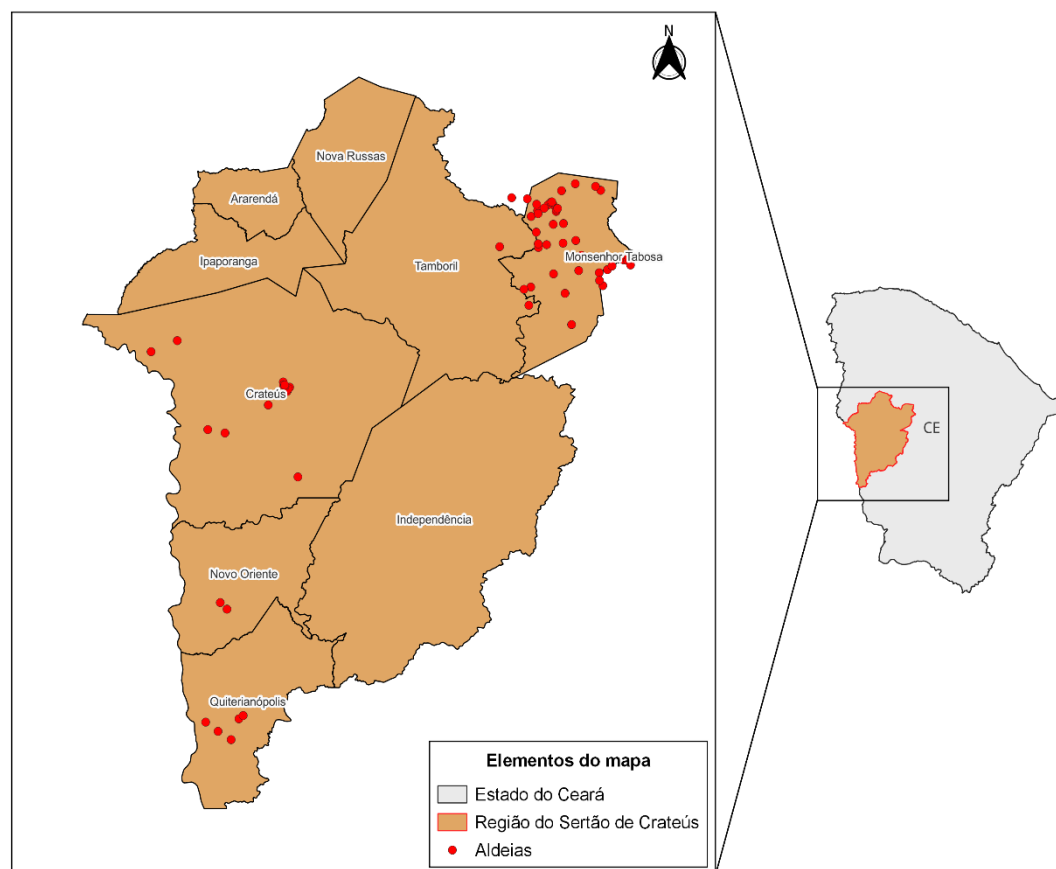 N
Nova Russas
Ararendá
Ipaporanga
Tamboril
Monsenhor Tabosa
Crateús
CE
Independência
Novo Oriente
Quiterianópolis
Elementos do mapa
Estado do Ceará
Região do Sertão de Crateús
Aldeias